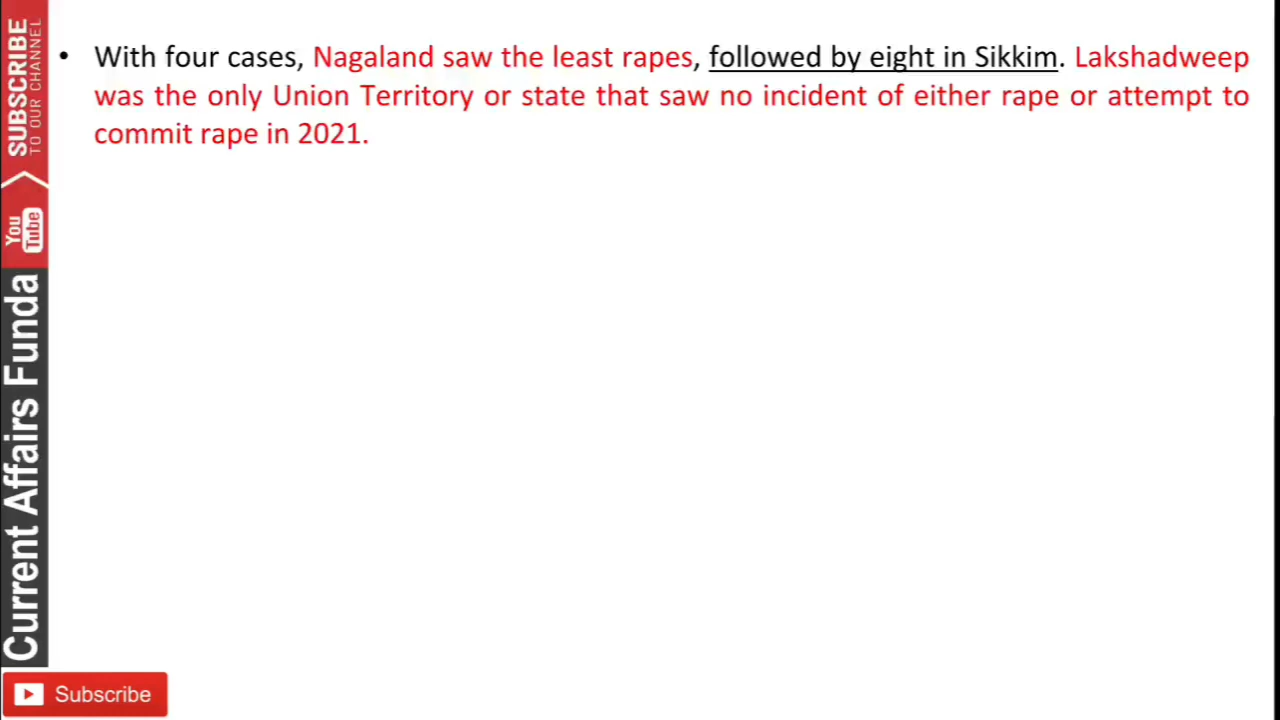 • With four cases, Nagaland saw the least rapes, followed by eight in Sikkim. Lakshadweep
was the only Union Territory or state that saw no incident of either rape or attempt to
commit rape in 2021.
SUBSCRIBE
TO OUR CHANNEL
You
Tube
Current Affairs Funda
Subscribe